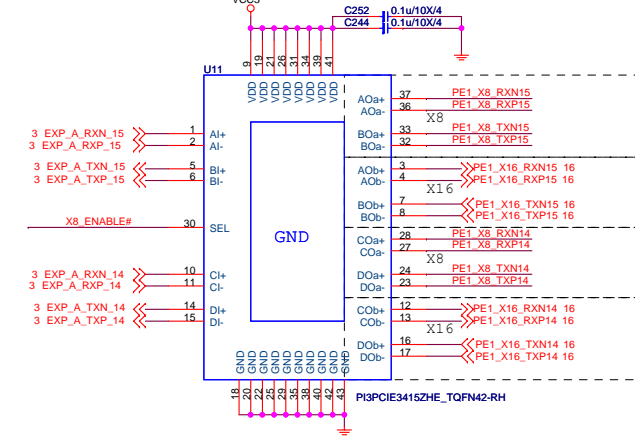 VCC3
C252 0.1u/10X/4
C244 0.1u/10X/4
U11
9 19 21 26 31 34 39 41
VDD VDD VDD VDD VDD VDD VDD VDD
AOa+ 37 PE1_X8_RXN15
AOa- 36 PE1_X8_RXP15
X8
3 EXP_A_RXN_15 1 AI+ BOa+ 33 PE1_X8_TXN15
3 EXP_A_RXP_15 2 AI- BOa- 32 PE1_X8_TXP15
3 EXP_A_TXN_15 5 BI+ AOb+ 3 PE1_X16_RXN15 16
3 EXP_A_TXP_15 6 BI- AOb- 4 PE1_X16_RXP15 16
X16
BOb+ 7 PE1_X16_TXN15 16
BOb- 8 PE1_X16_TXP15 16
X8_ENABLE# 30 SEL
GND
COa+ 28 PE1_X8_RXN14
COa- 27 PE1_X8_RXP14
X8
3 EXP_A_RXN_14 10 CI+ DOa+ 24 PE1_X8_TXN14
3 EXP_A_RXP_14 11 CI- DOa- 23 PE1_X8_TXP14
3 EXP_A_TXN_14 14 DI+ COb+ 12 PE1_X16_RXN14 16
3 EXP_A_TXP_14 15 DI- COb- 13 PE1_X16_RXP14 16
X16
DOb+ 16 PE1_X16_TXN14 16
DOb- 17 PE1_X16_TXP14 16
GND GND GND GND GND GND GND GND GND GND
18 20 22 25 29 35 38 40 42 43
PI3PCIE3415ZHE_TQFN42-RH